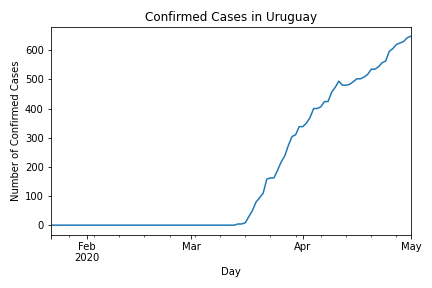 Confirmed Cases in Uruguay
Number of Confirmed Cases
600
500
400
300
200
100
0
Feb
2020
Mar
Apr
May
Day